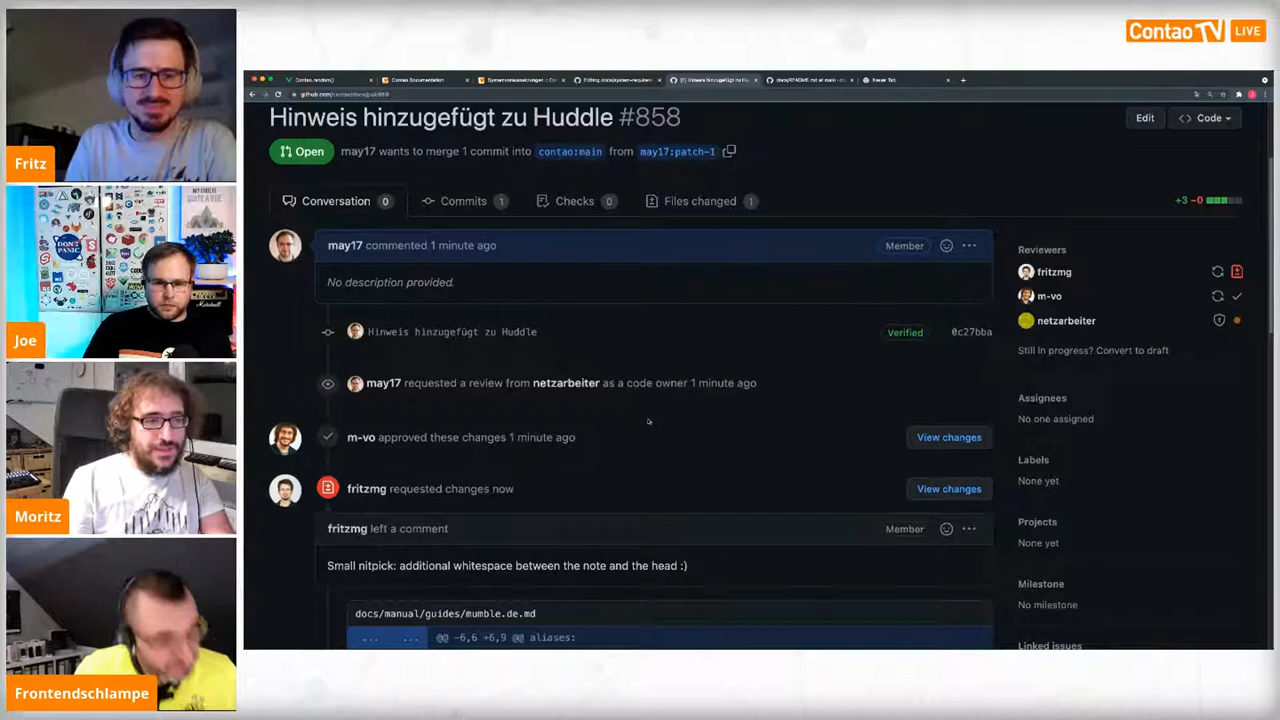 Contao TV LIVE
Fritz
DON'T PANIC
Joe
Moritz
Frontendschlampe
Contao Documentation
Neuer Tab
Hinweis hinzugefügt zu Huddle #858
Edit
Code
Open
may17 wants to merge 1 commit into contao:main from may17:patch-1
Conversation 0
Commits 1
Checks 0
Files changed 1
+3 −0
may17 commented 1 minute ago
Member
No description provided.
Hinweis hinzugefügt zu Huddle
Verified
0c27bba
may17 requested a review from netzarbeiter as a code owner 1 minute ago
m-vo approved these changes 1 minute ago
View changes
fritzmg requested changes now
View changes
fritzmg left a comment
Member
Small nitpick: additional whitespace between the note and the head :)
docs/manual/guides/mumble.de.md
... ... @@ -6,6 +6,9 @@ aliases:
Reviewers
fritzmg
m-vo
netzarbeiter
Still in progress? Convert to draft
Assignees
No one assigned
Labels
None yet
Projects
None yet
Milestone
No milestone
Linked issues